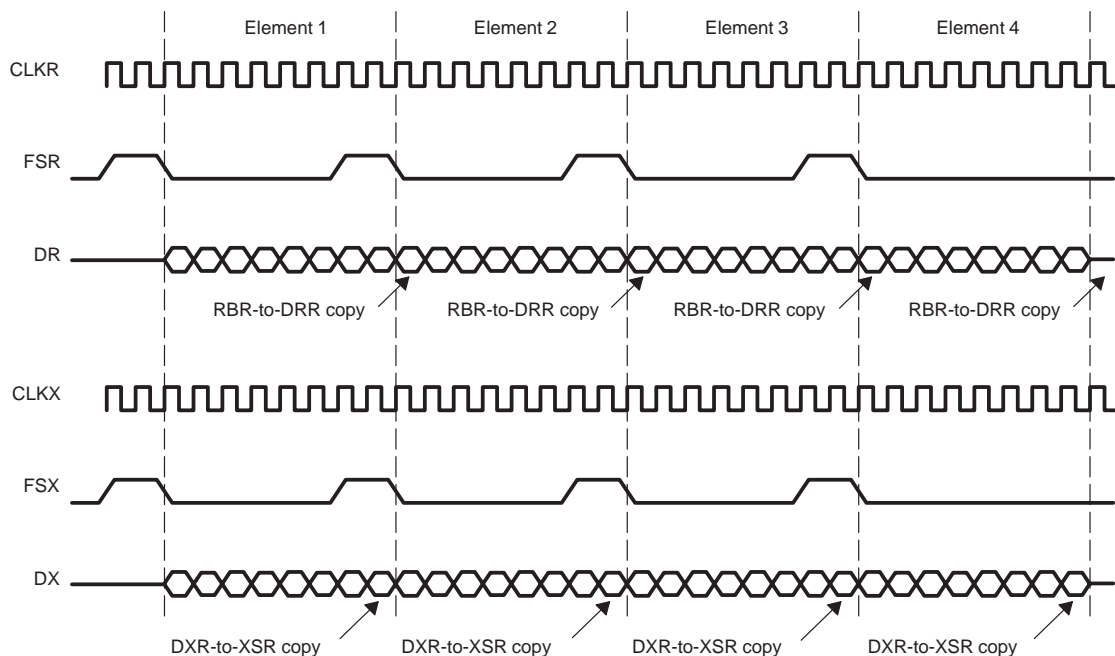 Element 1 Element 2 Element 3 Element 4
CLKR
FSR
DR
RBR-to-DRR copy RBR-to-DRR copy RBR-to-DRR copy RBR-to-DRR copy
CLKX
FSX
DX
DXR-to-XSR copy DXR-to-XSR copy DXR-to-XSR copy DXR-to-XSR copy